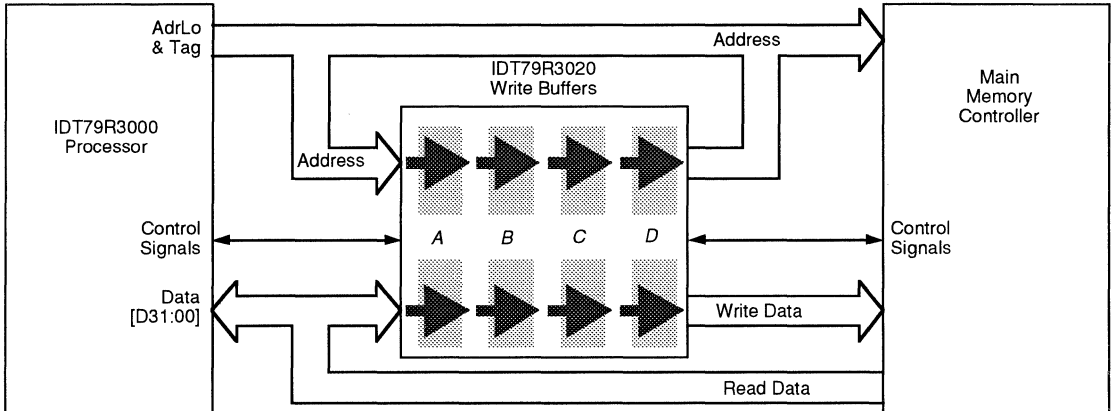 AdrLo
& Tag
Address
IDT79R3020
Write Buffers
IDT79R3000
Processor
Main
Memory
Controller
Address
Control
Signals
A B C D
Control
Signals
Data
[D31:00]
Write Data
Read Data